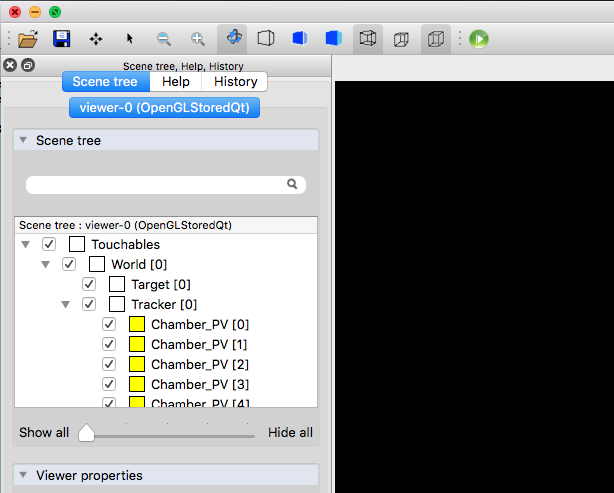 Scene tree, Help, History
Scene tree Help History
viewer-0 (OpenGLStoredQt)
Scene tree
Scene tree : viewer-0 (OpenGLStoredQt)
Touchables
World [0]
Target [0]
Tracker [0]
Chamber_PV [0]
Chamber_PV [1]
Chamber_PV [2]
Chamber_PV [3]
Chamber_PV [4]
Show all Hide all
Viewer properties